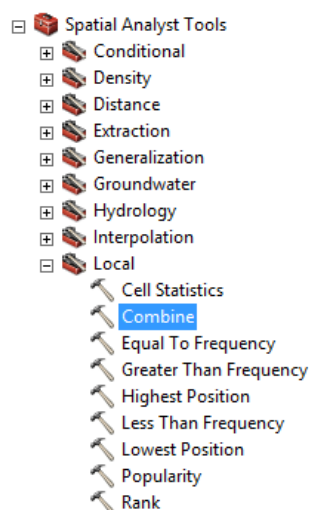 Spatial Analyst Tools
Conditional
Density
Distance
Extraction
Generalization
Groundwater
Hydrology
Interpolation
Local
Cell Statistics
Combine
Equal To Frequency
Greater Than Frequency
Highest Position
Less Than Frequency
Lowest Position
Popularity
Rank